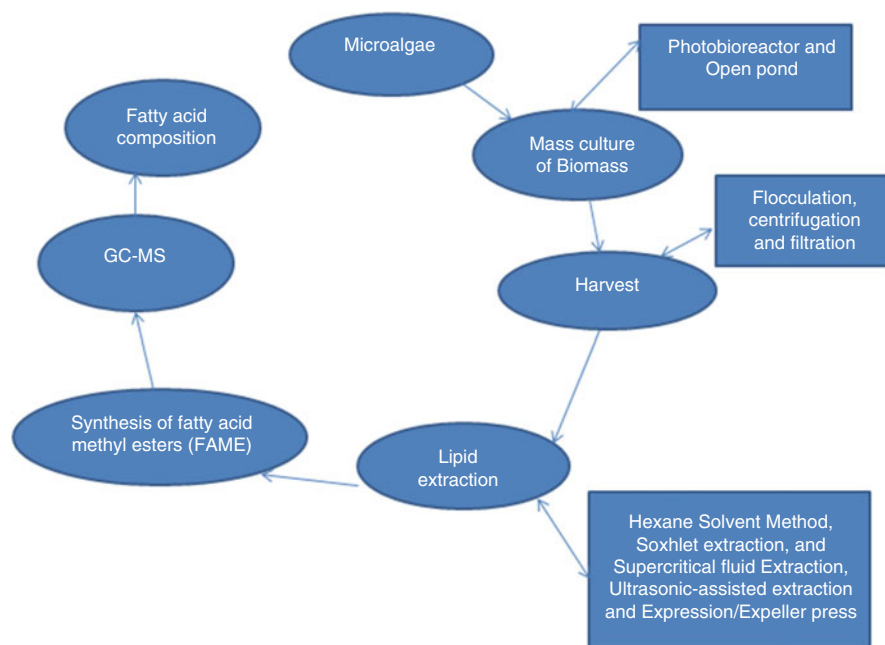 Microalgae
Photobioreactor and
Open pond
Mass culture
of Biomass
Flocculation,
centrifugation
and filtration
Harvest
Lipid
extraction
Hexane Solvent Method,
Soxhlet extraction, and
Supercritical fluid Extraction,
Ultrasonic-assisted extraction
and Expression/Expeller press
Synthesis of fatty acid
methyl esters (FAME)
GC-MS
Fatty acid
composition